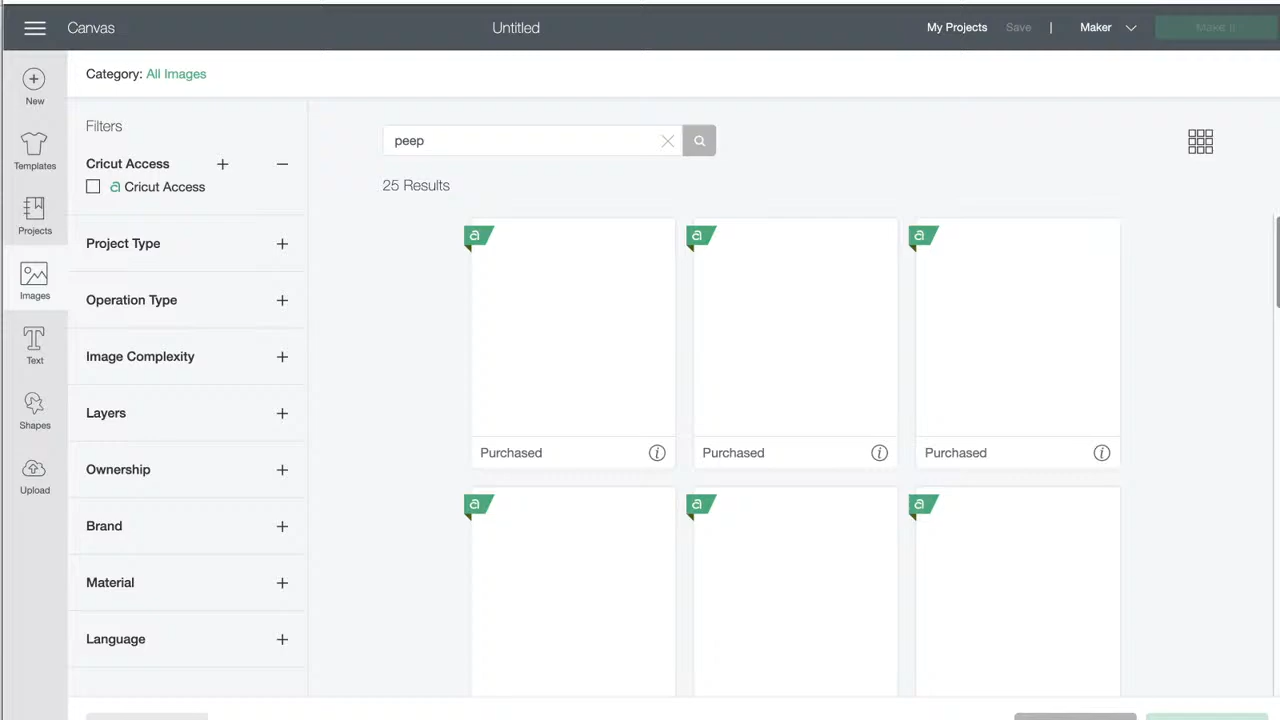 Canvas
Untitled
My Projects Save | Maker
Make It
Category: All Images
New
Templates
Projects
Images
Text
Shapes
Upload
Filters
Cricut Access
a Cricut Access
Project Type
Operation Type
Image Complexity
Layers
Ownership
Brand
Material
Language
peep
25 Results
a a a
Purchased Purchased Purchased
a a a